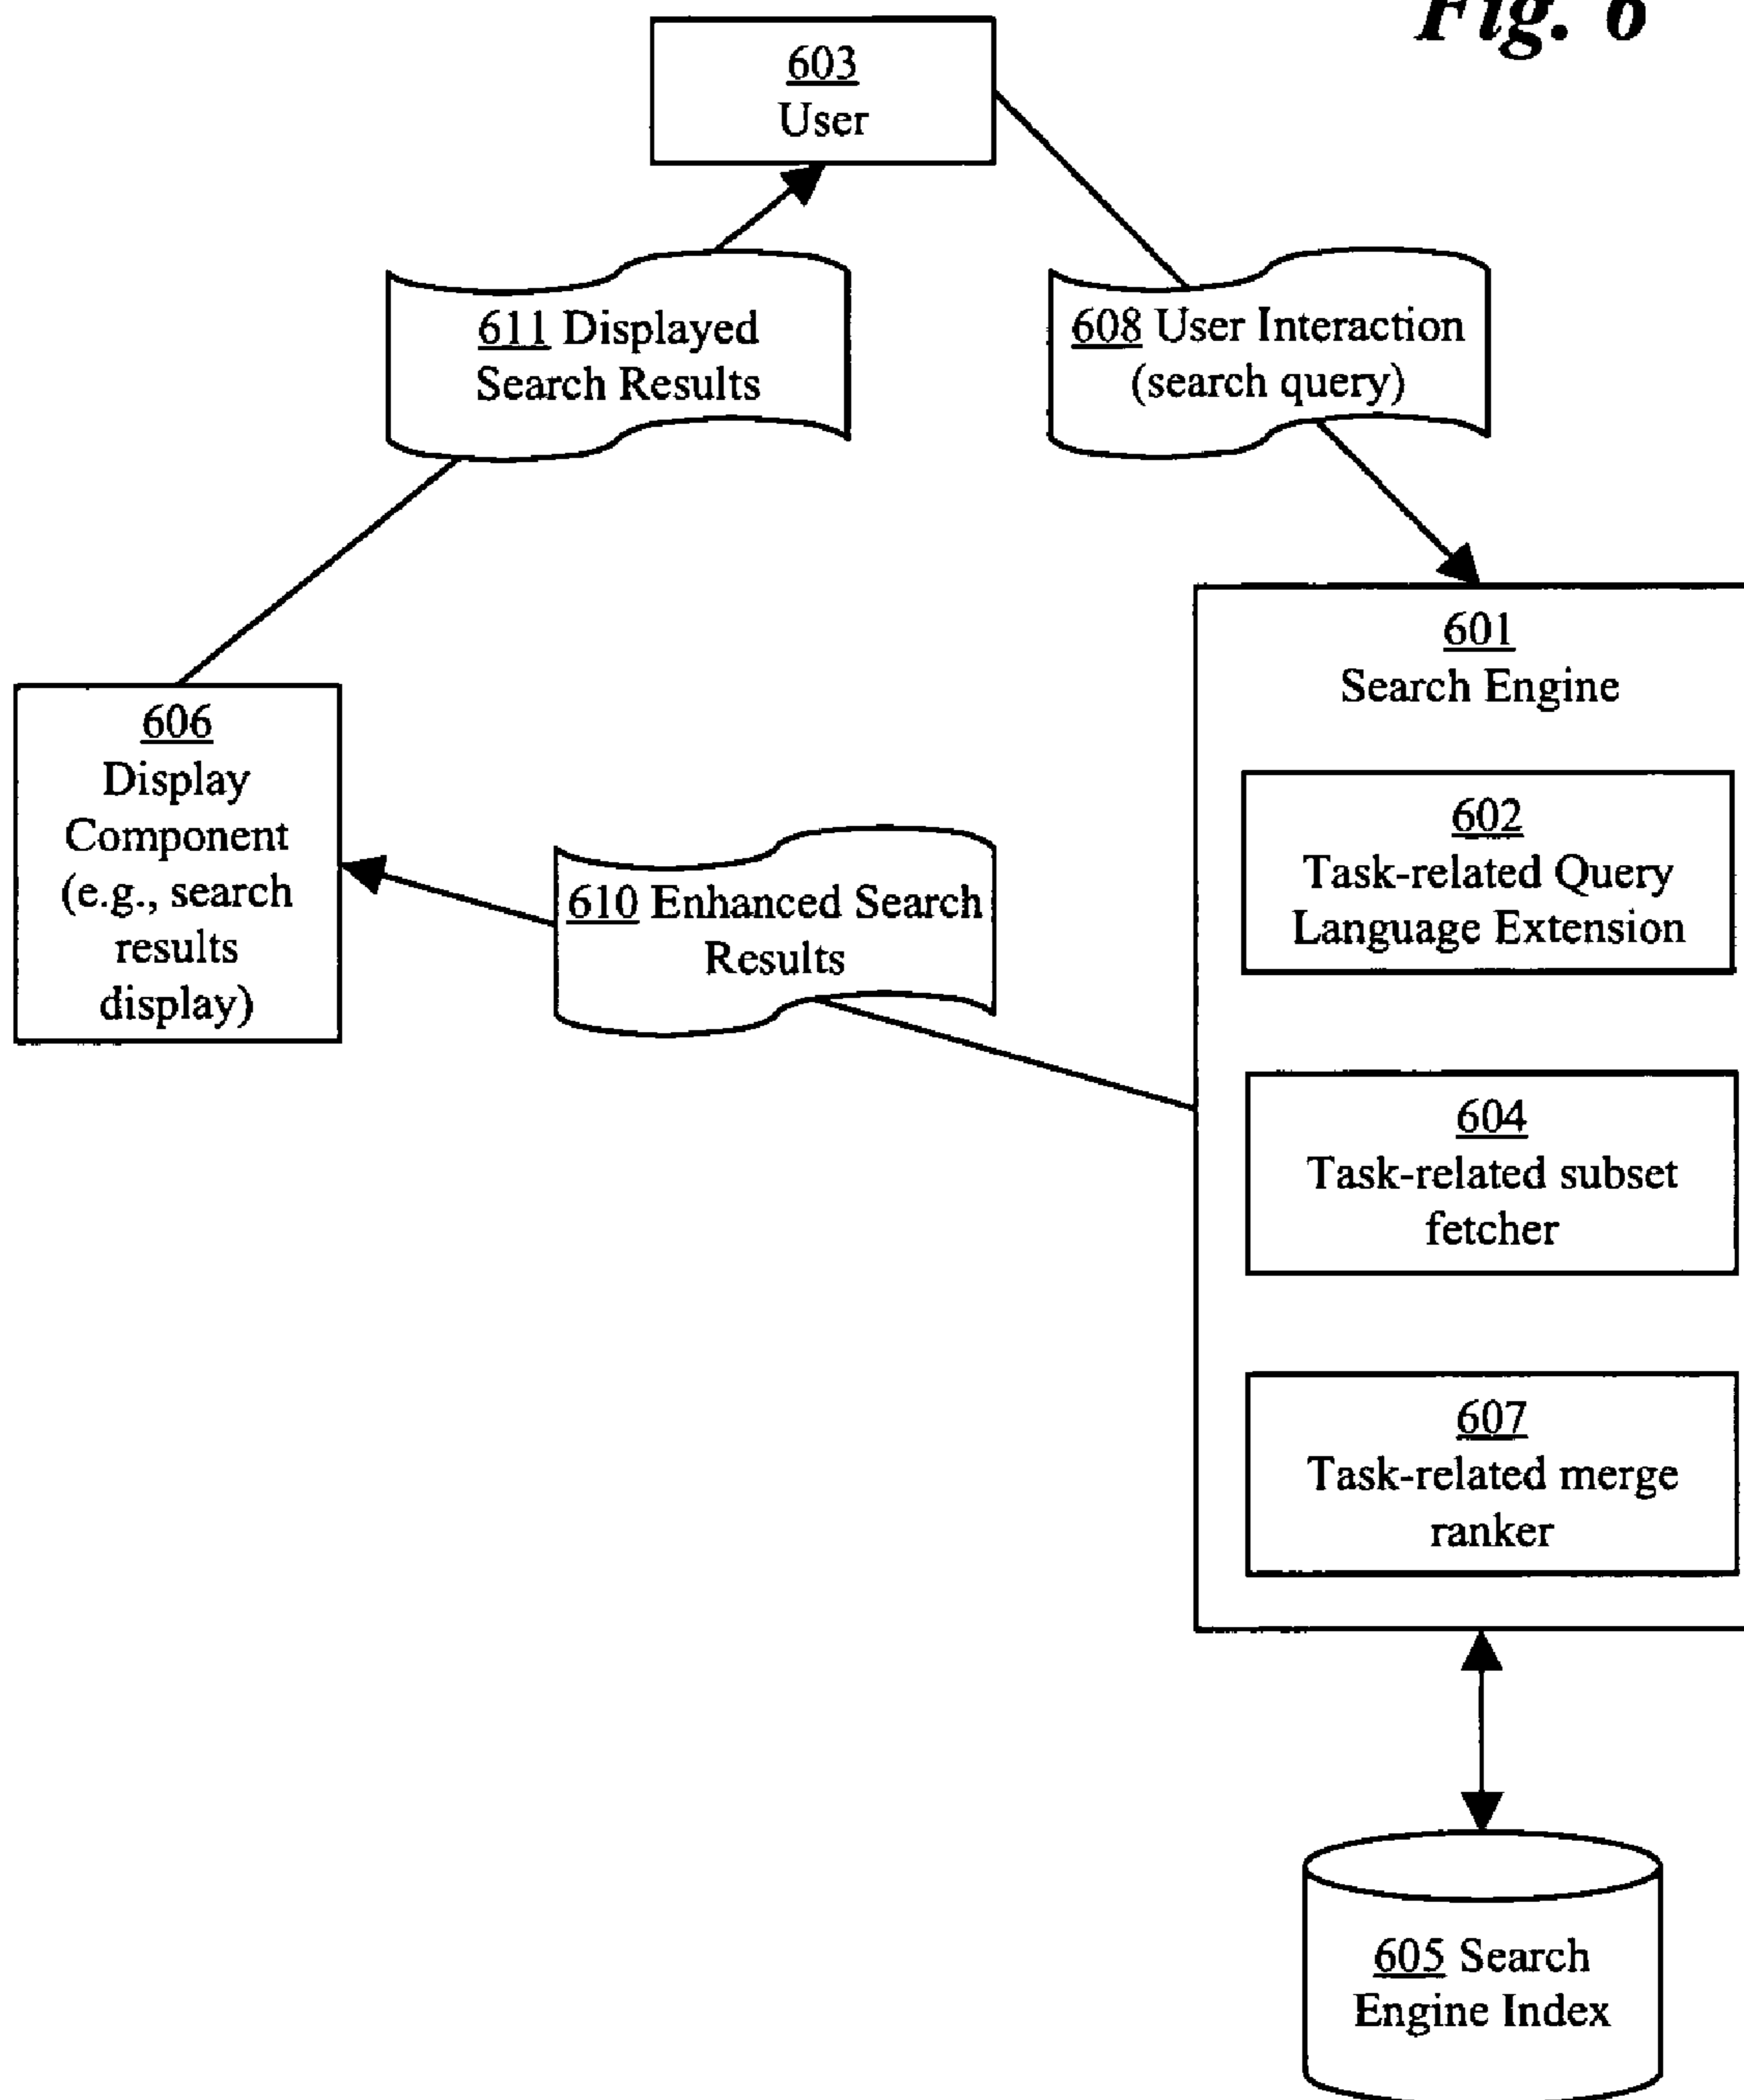 Fig. 6
603
User
611 Displayed
Search Results
608 User Interaction
(search query)
601
Search Engine
606
Display
Component
(e.g., search
results
display)
602
Task-related Query
Language Extension
610 Enhanced Search
Results
604
Task-related subset
fetcher
607
Task-related merge
ranker
605 Search
Engine Index